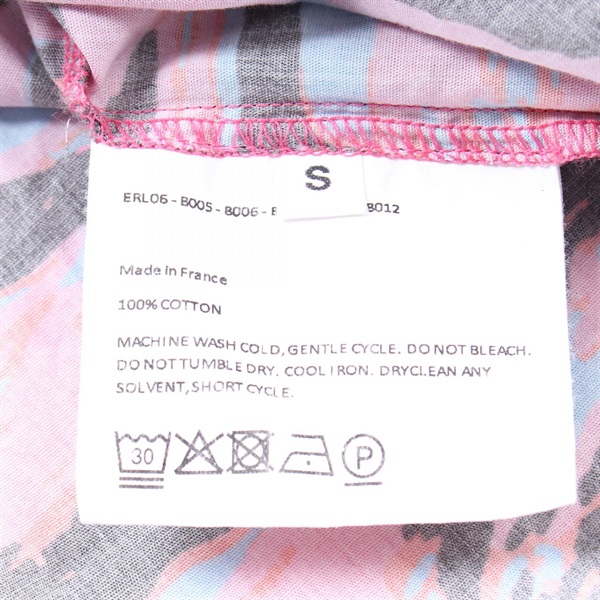 S
ERL06 - B005 - B006 - B012
Made in France
100% COTTON
MACHINE WASH COLD, GENTLE CYCLE. DO NOT BLEACH.
DO NOT TUMBLE DRY. COOL IRON. DRYCLEAN ANY
SOLVENT, SHORT CYCLE.
30 P